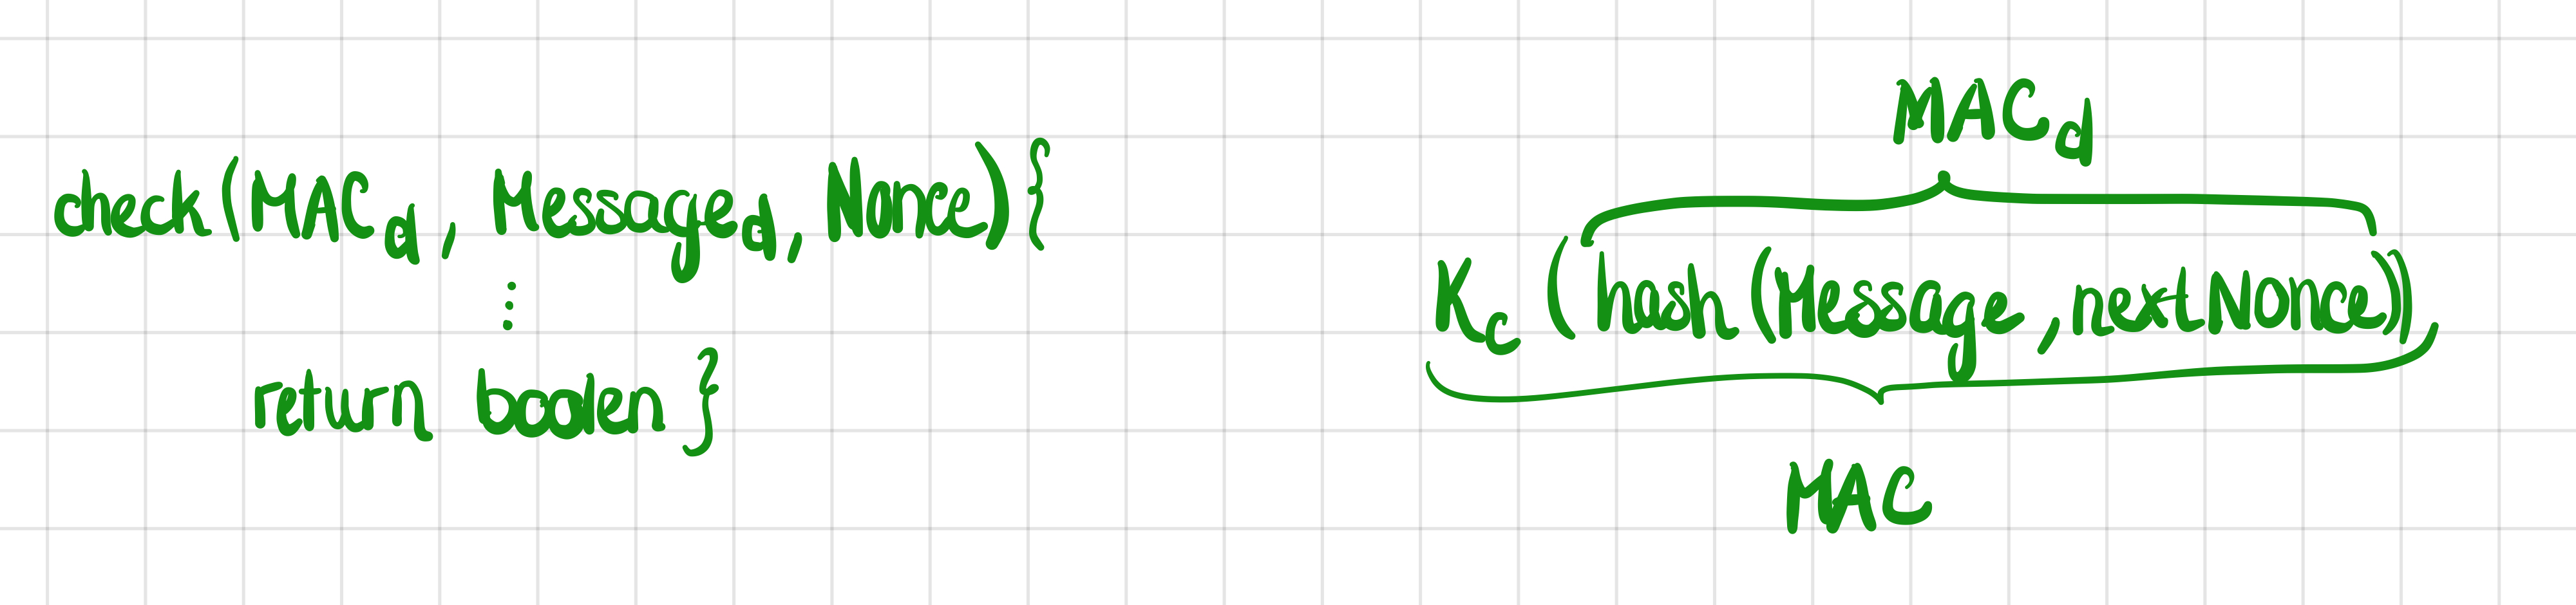 check(MAC_d, Message_d, Nonce){
⋮
return boolen }
MAC_d
K_c (hash(Message, nextNonce)),
MAC